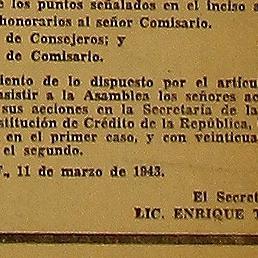 los puntos señalados en el inciso a
honorarios al señor Comisario.
de Consejeros; y
de Comisario.
iento de lo dispuesto por el artícu
asistir a la Asamblea los señores ac
sus acciones en la Secretaría de la
stitución de Crédito de la República,
en el primer caso, y con veinticua
el segundo.
F., 11 de marzo de 1943.
El Secret
LIC. ENRIQUE T